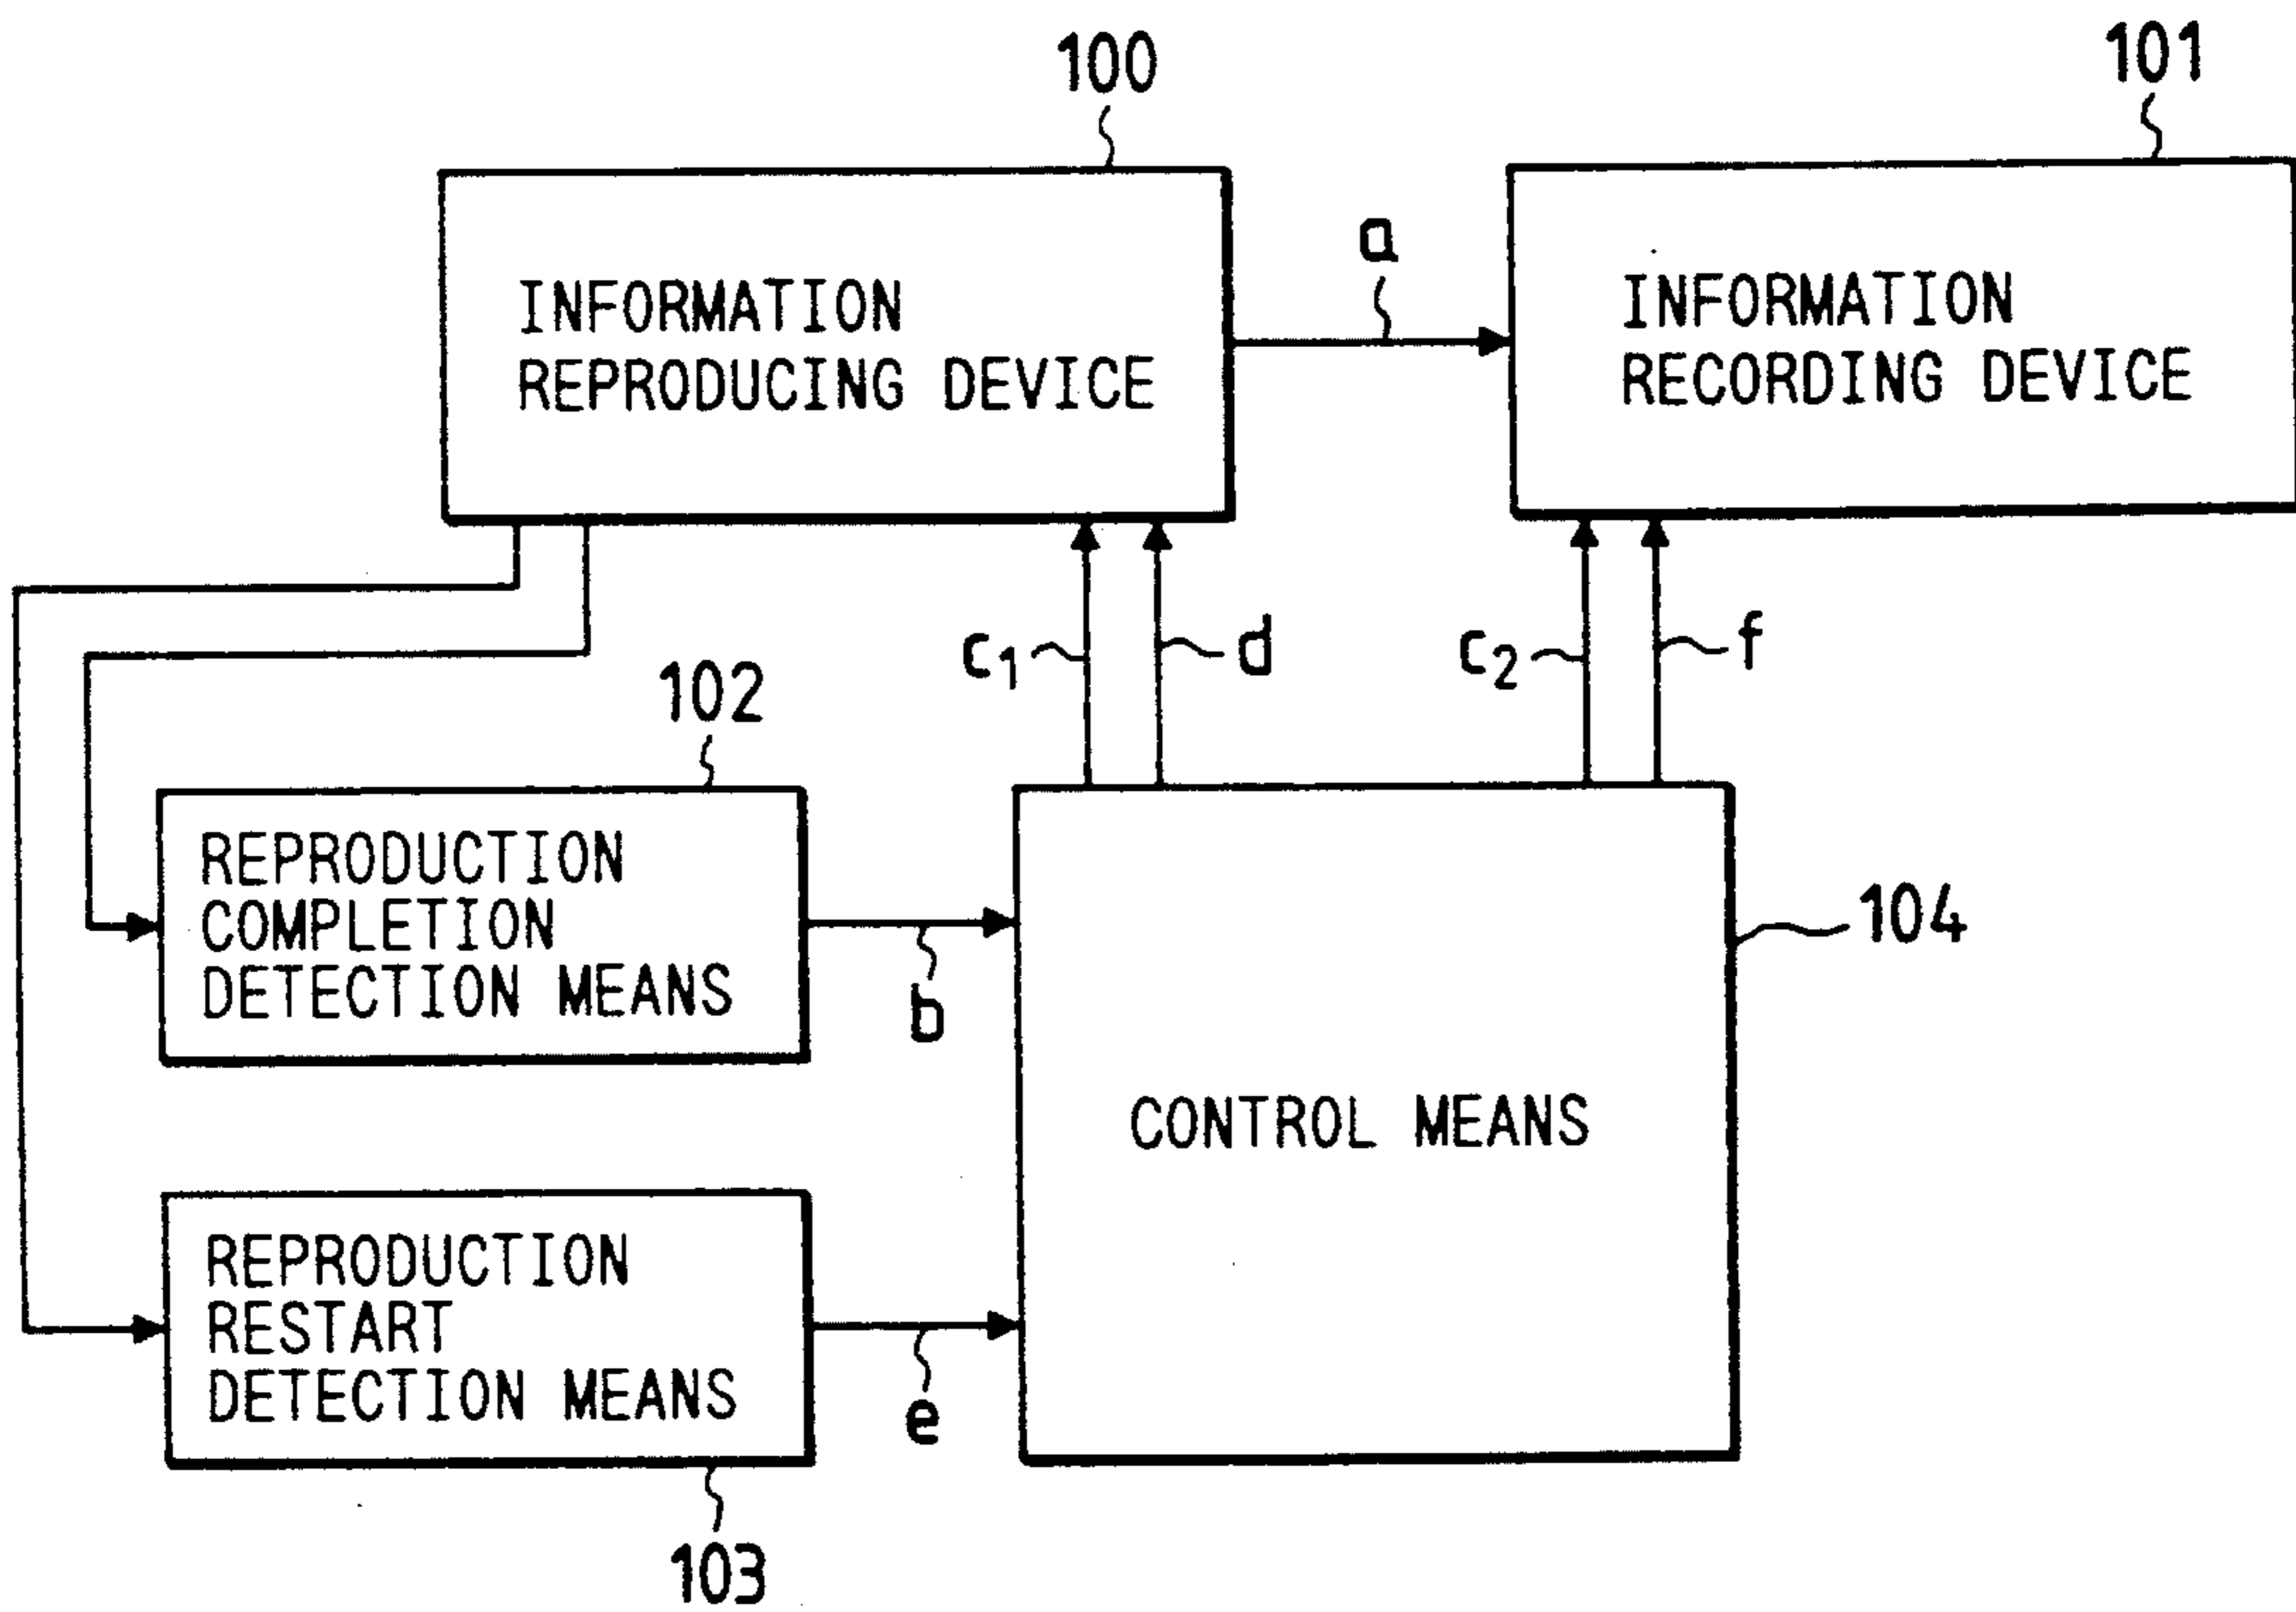 100
101
INFORMATION
REPRODUCING DEVICE
a
INFORMATION
RECORDING DEVICE
c1
d
c2
f
102
REPRODUCTION
COMPLETION
DETECTION MEANS
b
104
CONTROL MEANS
REPRODUCTION
RESTART
DETECTION MEANS
e
103